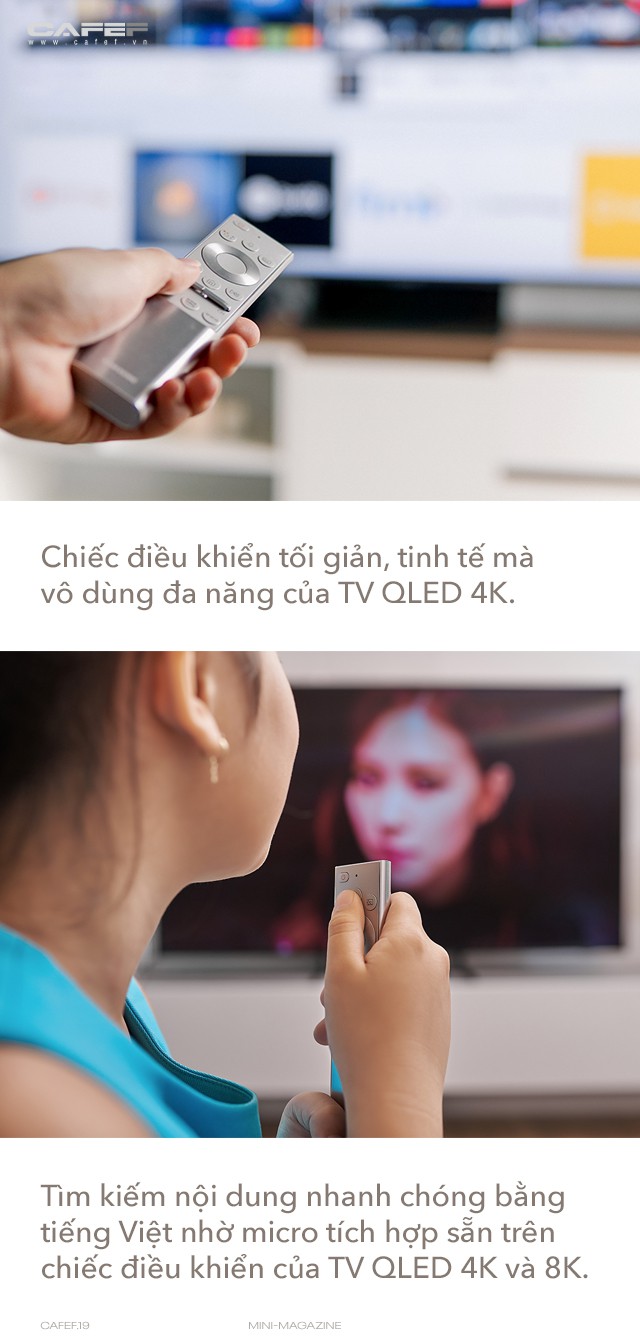 CAFEF
www.cafef.vn
Chiếc điều khiển tối giản, tinh tế mà
vô dùng đa năng của TV QLED 4K.
Tìm kiếm nội dung nhanh chóng bằng
tiếng Việt nhờ micro tích hợp sẵn trên
chiếc điều khiển của TV QLED 4K và 8K.
CAFEF.19 MINI-MAGAZINE